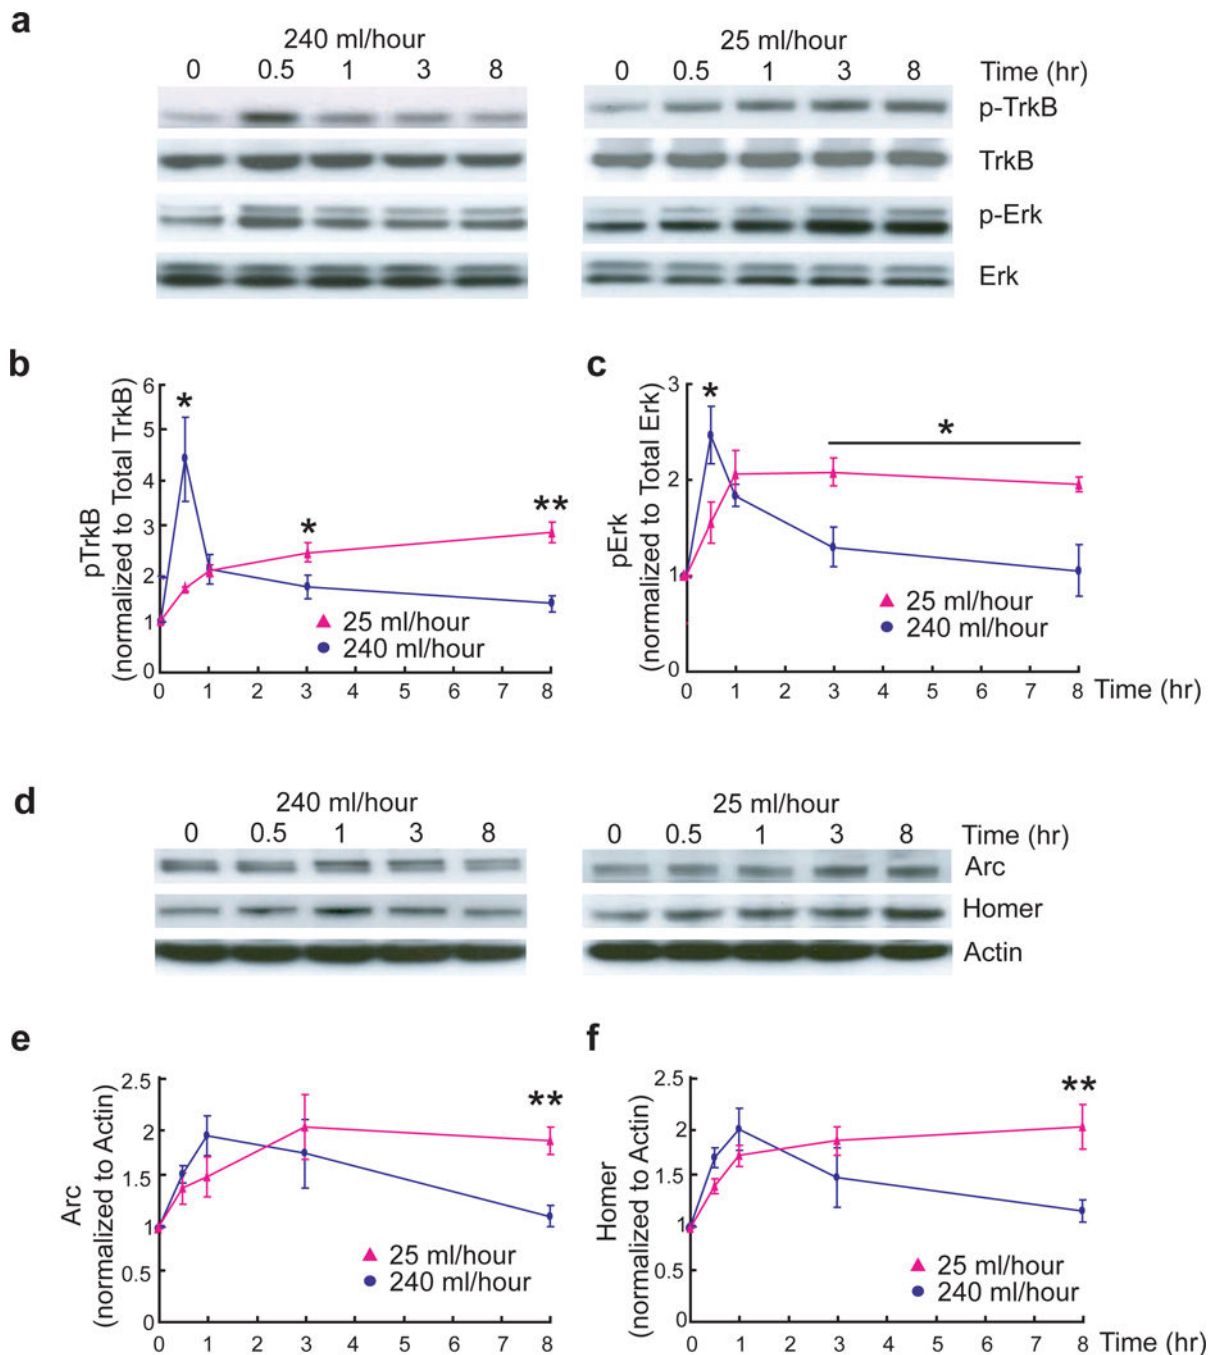 a
240 ml/hour
25 ml/hour
0 0.5 1 3 8
0 0.5 1 3 8 Time (hr)
p-TrkB
TrkB
p-Erk
Erk
b
pTrkB
(normalized to Total TrkB)
6
5
4
3
2
1
0
*
*
**
25 ml/hour
240 ml/hour
0 1 2 3 4 5 6 7 8
c
pErk
(normalized to Total Erk)
3
2
1
0
*
*
25 ml/hour
240 ml/hour
0 1 2 3 4 5 6 7 8 Time (hr)
d
240 ml/hour
25 ml/hour
0 0.5 1 3 8
0 0.5 1 3 8 Time (hr)
Arc
Homer
Actin
e
Arc
(normalized to Actin)
2.5
2
1.5
1
0.5
0
**
25 ml/hour
240 ml/hour
0 1 2 3 4 5 6 7 8
f
Homer
(normalized to Actin)
2.5
2
1.5
1
0.5
0
**
25 ml/hour
240 ml/hour
0 1 2 3 4 5 6 7 8 Time (hr)